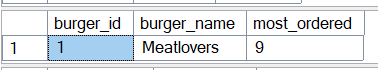 burger_id burger_name most_ordered
1 1 Meatlovers 9